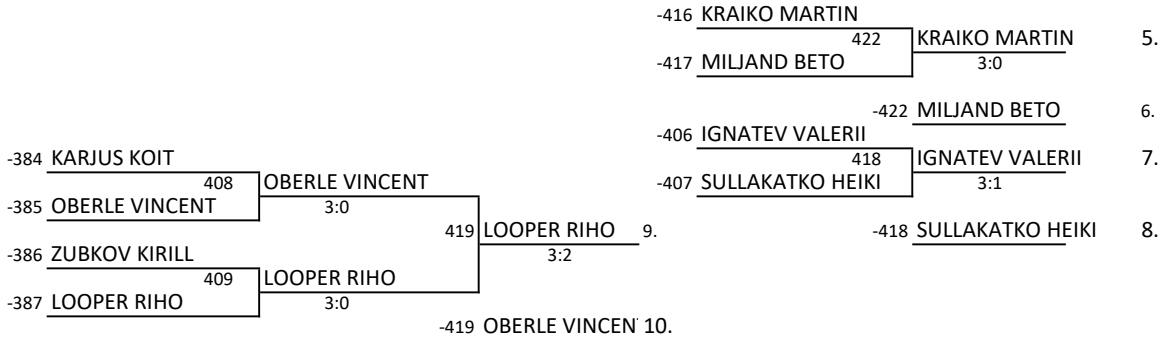 -416 KRAIKO MARTIN
422 KRAIKO MARTIN 5.
-417 MILJAND BETO 3:0
-422 MILJAND BETO 6.
-406 IGNATEV VALERII
-384 KARJUS KOIT 418 IGNATEV VALERII 7.
408 OBERLE VINCENT -407 SULLAKATKO HEIKI 3:1
-385 OBERLE VINCENT 3:0
419 LOOPER RIHO 9. -418 SULLAKATKO HEIKI 8.
-386 ZUBKOV KIRILL 3:2
409 LOOPER RIHO
-387 LOOPER RIHO 3:0
-419 OBERLE VINCEN 10.